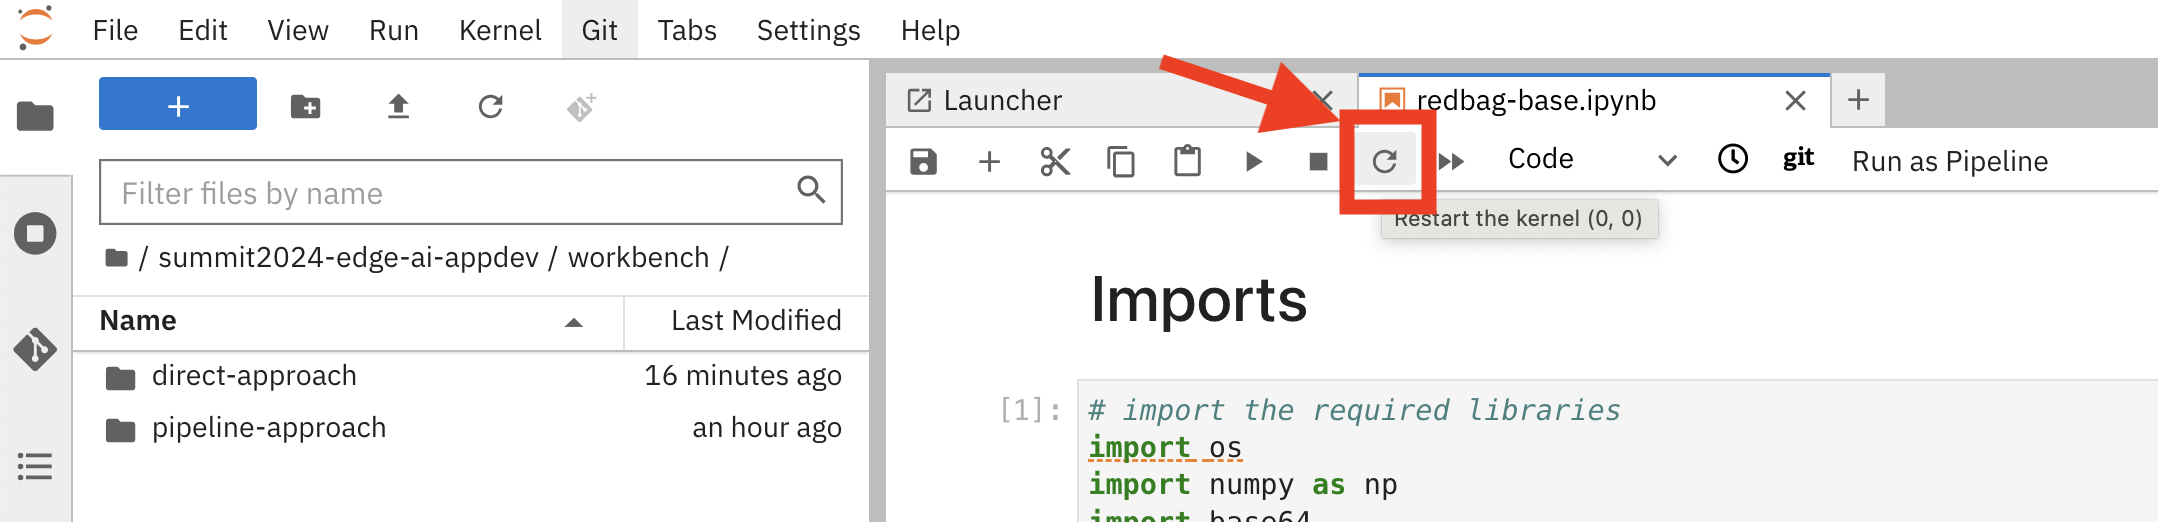 File Edit View Run Kernel Git Tabs Settings Help
Launcher
redbag-base.ipynb
Code
git
Run as Pipeline
Restart the kernel (0, 0)
Filter files by name
/ summit2024-edge-ai-appdev / workbench /
Name Last Modified
direct-approach 16 minutes ago
pipeline-approach an hour ago
Imports
[1]: # import the required libraries
import os
import numpy as np
import base64